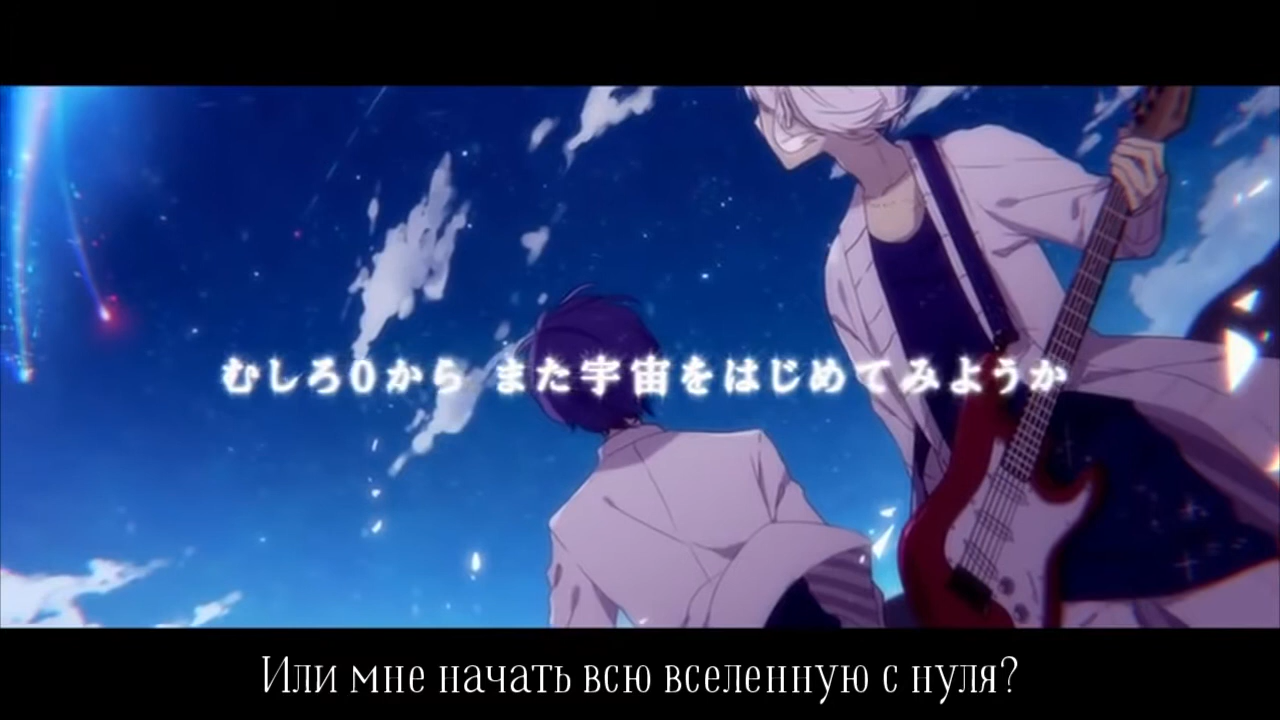 むしろ0から また宇宙をはじめてみようか
Или мне начать всю вселенную с нуля?